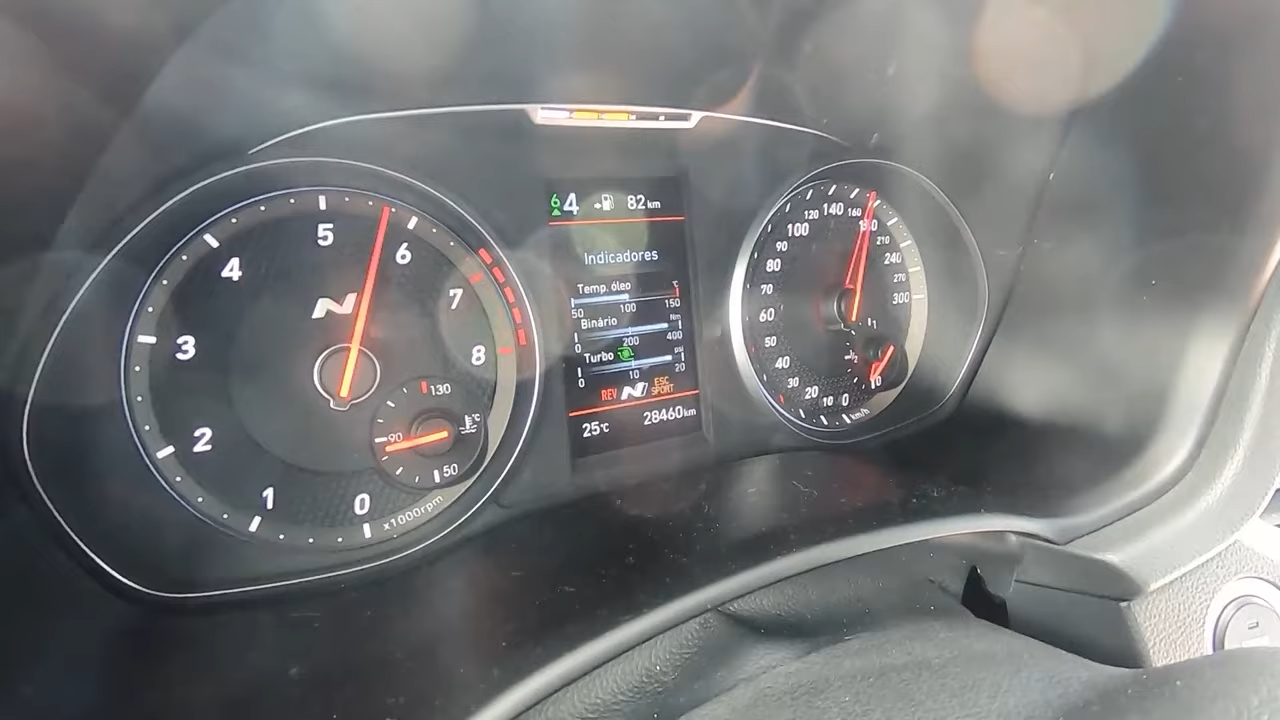 5
4
6
3
7
8
2
1
0
x1000rpm
N
130
90
°C
50
64 82 km
Indicadores
Temp. óleo °C
50 100 150
Binário Nm
0 200 400
Turbo psi
0 10 20
REV N ESC SPORT
25°C 28460 km
140
120 160
100 180
90 210
80 240
70 270
60 300
50
40
30
20
10 0
km/h
1
1/2
0